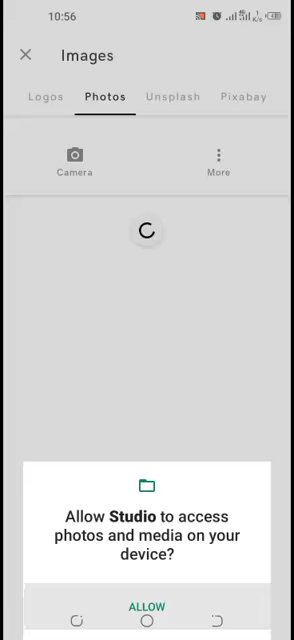 10:56
Images
Logos Photos Unsplash Pixabay
Camera More
Allow Studio to access
photos and media on your
device?
ALLOW